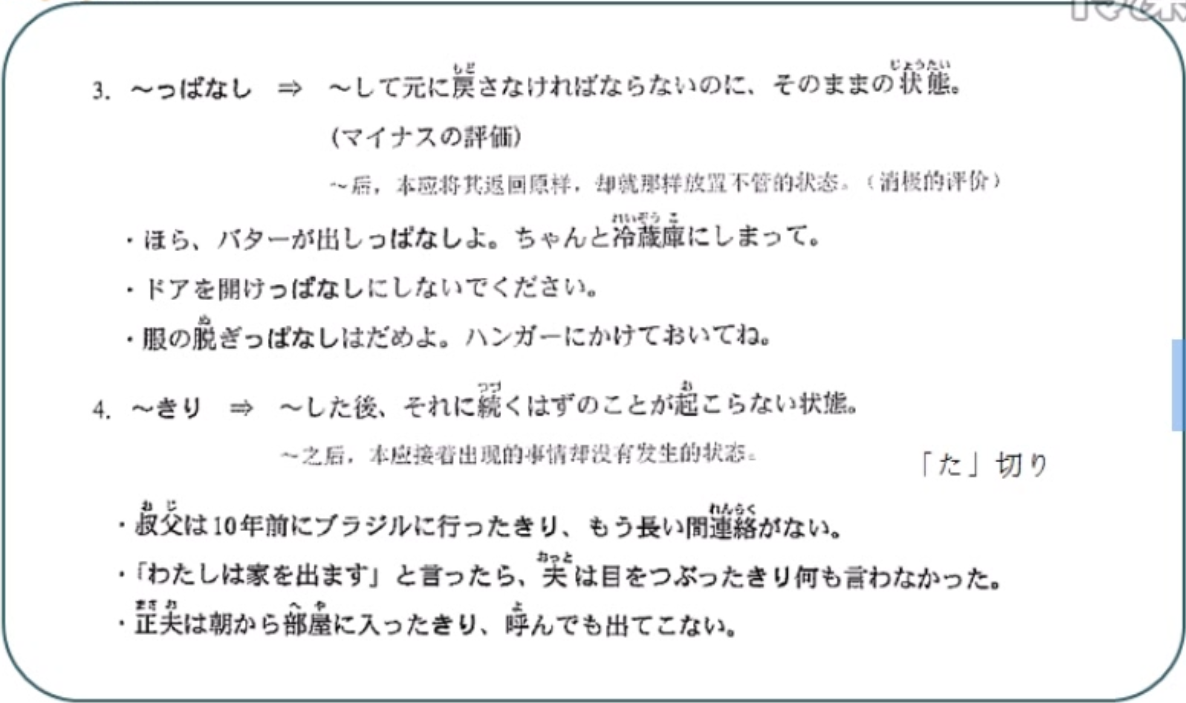 3. ～っぱなし ⇒ ～して元に戻さなければならないのに、そのままの状態。
(マイナスの評価)
～后，本应将其返回原样，却就那样放置不管的状态。（消极的评价）
・ほら、バターが出しっぱなしよ。ちゃんと冷蔵庫にしまって。
・ドアを開けっぱなしにしないでください。
・服の脱ぎっぱなしはだめよ。ハンガーにかけておいてね。
4. ～きり ⇒ ～した後、それに続くはずのことが起こらない状態。
～之后，本应接着出现的事情却没有发生的状态。
「た」切り
・叔父は10年前にブラジルに行ったきり、もう長い間連絡がない。
・「わたしは家を出ます」と言ったら、夫は目をつぶったきり何も言わなかった。
・正夫は朝から部屋に入ったきり、呼んでも出てこない。